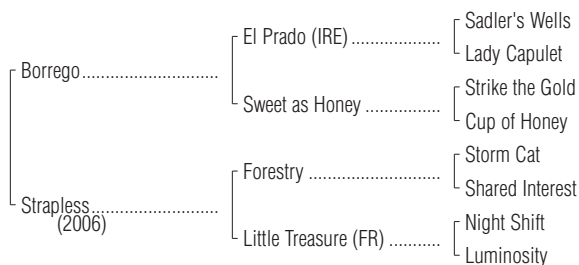 Sadler's Wells
El Prado (IRE) ....................
Lady Capulet
Borrego..............................
Strike the Gold
Sweet as Honey ................
Cup of Honey
Storm Cat
Forestry ............................
Shared Interest
Strapless............................
(2006)
Night Shift
Little Treasure (FR) ...........
Luminosity